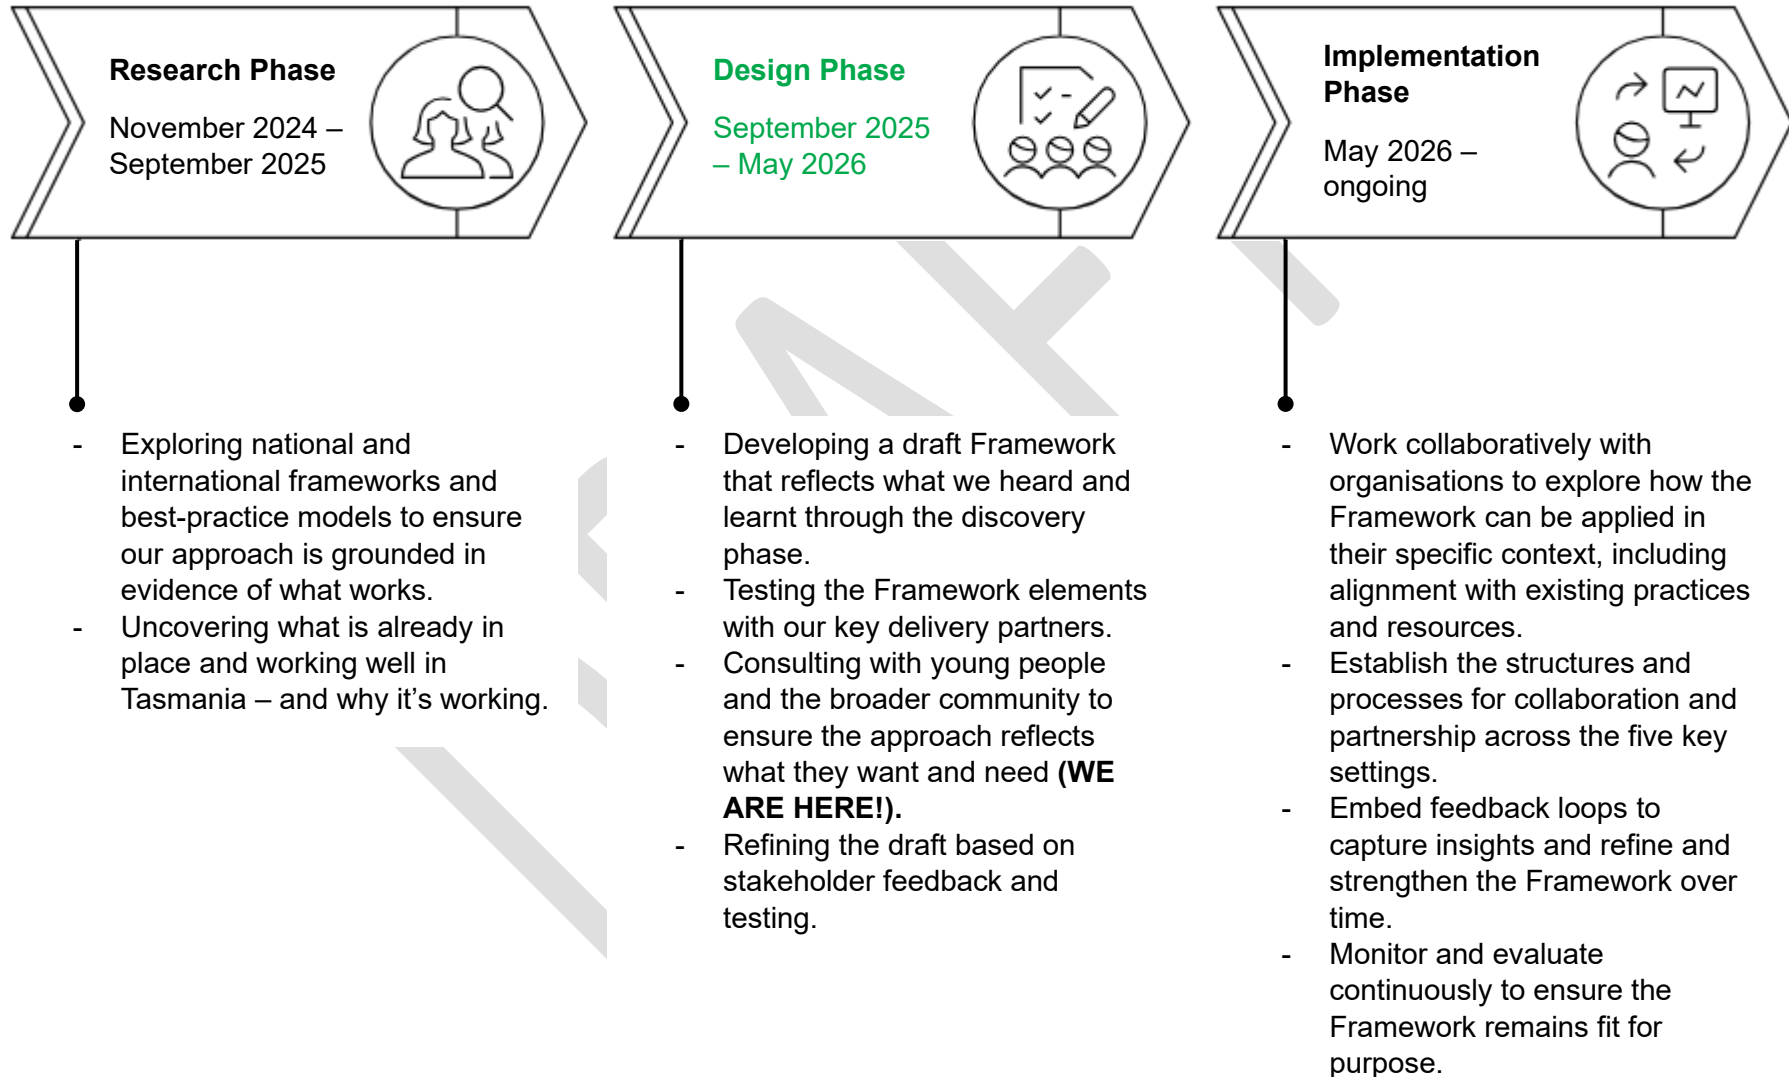 Research Phase
November 2024 –
September 2025
Design Phase
September 2025
– May 2026
Implementation
Phase
May 2026 –
ongoing
- Exploring national and
international frameworks and
best-practice models to ensure
our approach is grounded in
evidence of what works.
- Uncovering what is already in
place and working well in
Tasmania – and why it’s working.
- Developing a draft Framework
that reflects what we heard and
learnt through the discovery
phase.
- Testing the Framework elements
with our key delivery partners.
- Consulting with young people
and the broader community to
ensure the approach reflects
what they want and need (WE
ARE HERE!).
- Refining the draft based on
stakeholder feedback and
testing.
- Work collaboratively with
organisations to explore how the
Framework can be applied in
their specific context, including
alignment with existing practices
and resources.
- Establish the structures and
processes for collaboration and
partnership across the five key
settings.
- Embed feedback loops to
capture insights and refine and
strengthen the Framework over
time.
- Monitor and evaluate
continuously to ensure the
Framework remains fit for
purpose.